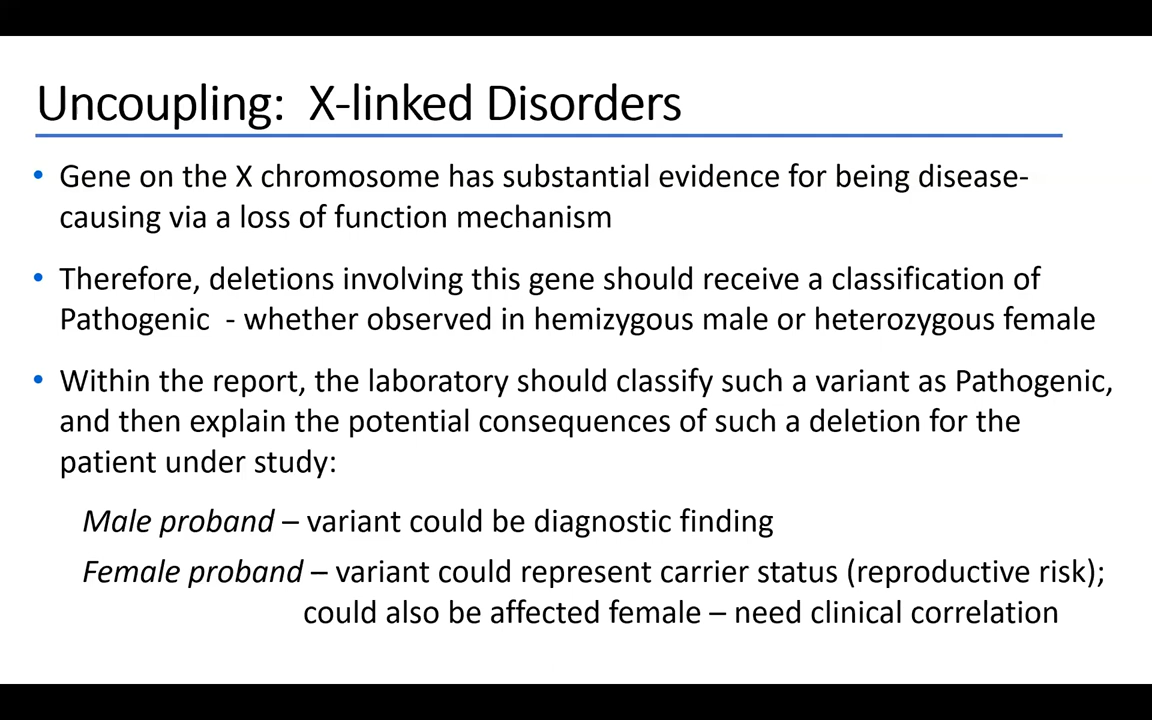 Uncoupling:  X-linked Disorders
• Gene on the X chromosome has substantial evidence for being disease-
causing via a loss of function mechanism
• Therefore, deletions involving this gene should receive a classification of
Pathogenic  - whether observed in hemizygous male or heterozygous female
• Within the report, the laboratory should classify such a variant as Pathogenic,
and then explain the potential consequences of such a deletion for the
patient under study:
Male proband – variant could be diagnostic finding
Female proband – variant could represent carrier status (reproductive risk);
could also be affected female – need clinical correlation